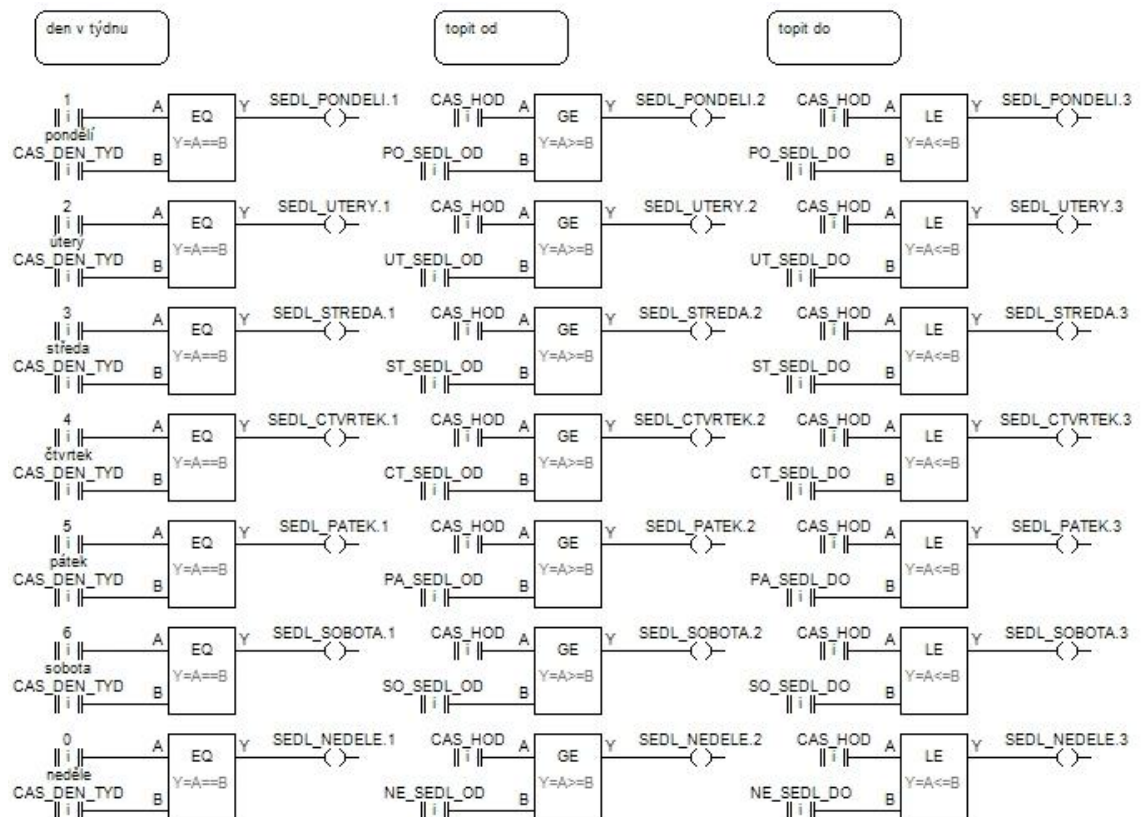 den v týdnu topit od topit do
1 A EQ Y SEDL_PONDELI.1 CAS_HOD A GE Y SEDL_PONDELI.2 CAS_HOD A LE Y SEDL_PONDELI.3
i ( ) i ( ) i ( )
pondělí Y=A==B Y=A>=B Y=A<=B
CAS_DEN_TYD B PO_SEDL_OD B PO_SEDL_DO B
i i i
2 A EQ Y SEDL_UTERY.1 CAS_HOD A GE Y SEDL_UTERY.2 CAS_HOD A LE Y SEDL_UTERY.3
i ( ) i ( ) i ( )
úterý Y=A==B Y=A>=B Y=A<=B
CAS_DEN_TYD B UT_SEDL_OD B UT_SEDL_DO B
i i i
3 A EQ Y SEDL_STREDA.1 CAS_HOD A GE Y SEDL_STREDA.2 CAS_HOD A LE Y SEDL_STREDA.3
i ( ) i ( ) i ( )
středa Y=A==B Y=A>=B Y=A<=B
CAS_DEN_TYD B ST_SEDL_OD B ST_SEDL_DO B
i i i
4 A EQ Y SEDL_CTVRTEK.1 CAS_HOD A GE Y SEDL_CTVRTEK.2 CAS_HOD A LE Y SEDL_CTVRTEK.3
i ( ) i ( ) i ( )
čtvrtek Y=A==B Y=A>=B Y=A<=B
CAS_DEN_TYD B CT_SEDL_OD B CT_SEDL_DO B
i i i
5 A EQ Y SEDL_PATEK.1 CAS_HOD A GE Y SEDL_PATEK.2 CAS_HOD A LE Y SEDL_PATEK.3
i ( ) i ( ) i ( )
pátek Y=A==B Y=A>=B Y=A<=B
CAS_DEN_TYD B PA_SEDL_OD B PA_SEDL_DO B
i i i
6 A EQ Y SEDL_SOBOTA.1 CAS_HOD A GE Y SEDL_SOBOTA.2 CAS_HOD A LE Y SEDL_SOBOTA.3
i ( ) i ( ) i ( )
sobota Y=A==B Y=A>=B Y=A<=B
CAS_DEN_TYD B SO_SEDL_OD B SO_SEDL_DO B
i i i
0 A EQ Y SEDL_NEDELE.1 CAS_HOD A GE Y SEDL_NEDELE.2 CAS_HOD A LE Y SEDL_NEDELE.3
i ( ) i ( ) i ( )
neděle Y=A==B Y=A>=B Y=A<=B
CAS_DEN_TYD B NE_SEDL_OD B NE_SEDL_DO B
i i i